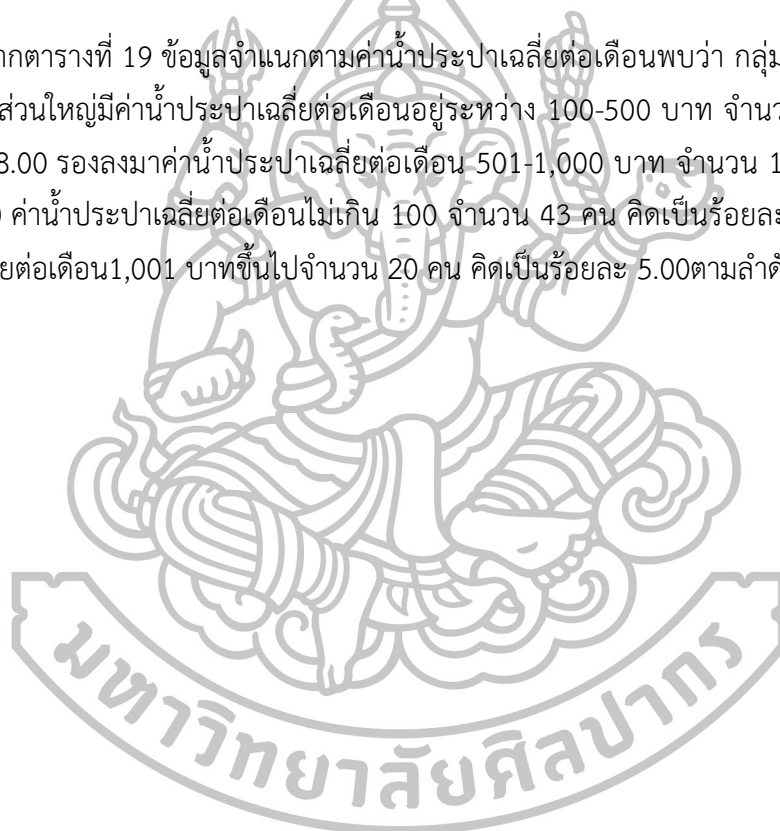 ากตารางที่ 19 ข้อมูลจำแนกตามค่าน้ำประปาเฉลี่ยต่อเดือนพบว่า กลุ่ม
ส่วนใหญ่มีค่าน้ำประปาเฉลี่ยต่อเดือนอยู่ระหว่าง 100-500 บาท จำนว
8.00 รองลงมาค่าน้ำประปาเฉลี่ยต่อเดือน 501-1,000 บาท จำนวน 1
ค่าน้ำประปาเฉลี่ยต่อเดือนไม่เกิน 100 จำนวน 43 คน คิดเป็นร้อยละ
ยต่อเดือน1,001 บาทขึ้นไปจำนวน 20 คน คิดเป็นร้อยละ 5.00ตามลำดั
มหาวิทยาลัยศิลปากร